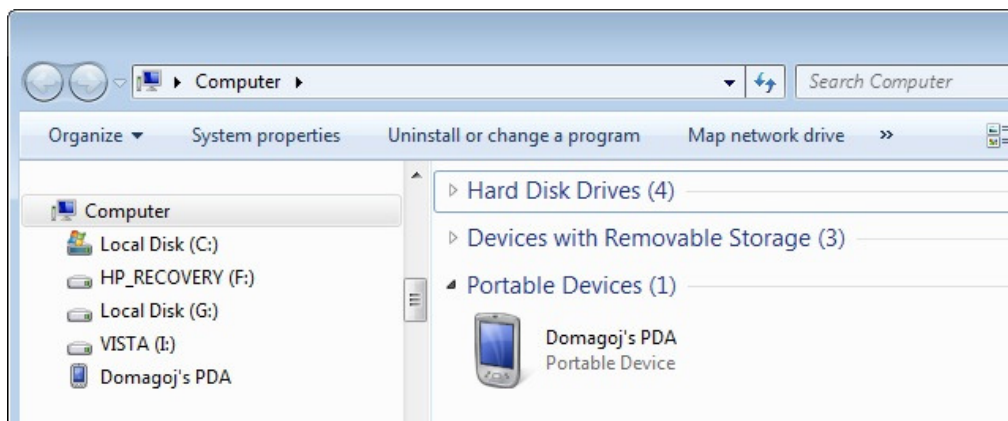 Computer
Search Computer
Organize System properties Uninstall or change a program Map network drive »
Computer
Local Disk (C:)
HP_RECOVERY (F:)
Local Disk (G:)
VISTA (I:)
Domagoj's PDA
Hard Disk Drives (4)
Devices with Removable Storage (3)
Portable Devices (1)
Domagoj's PDA
Portable Device